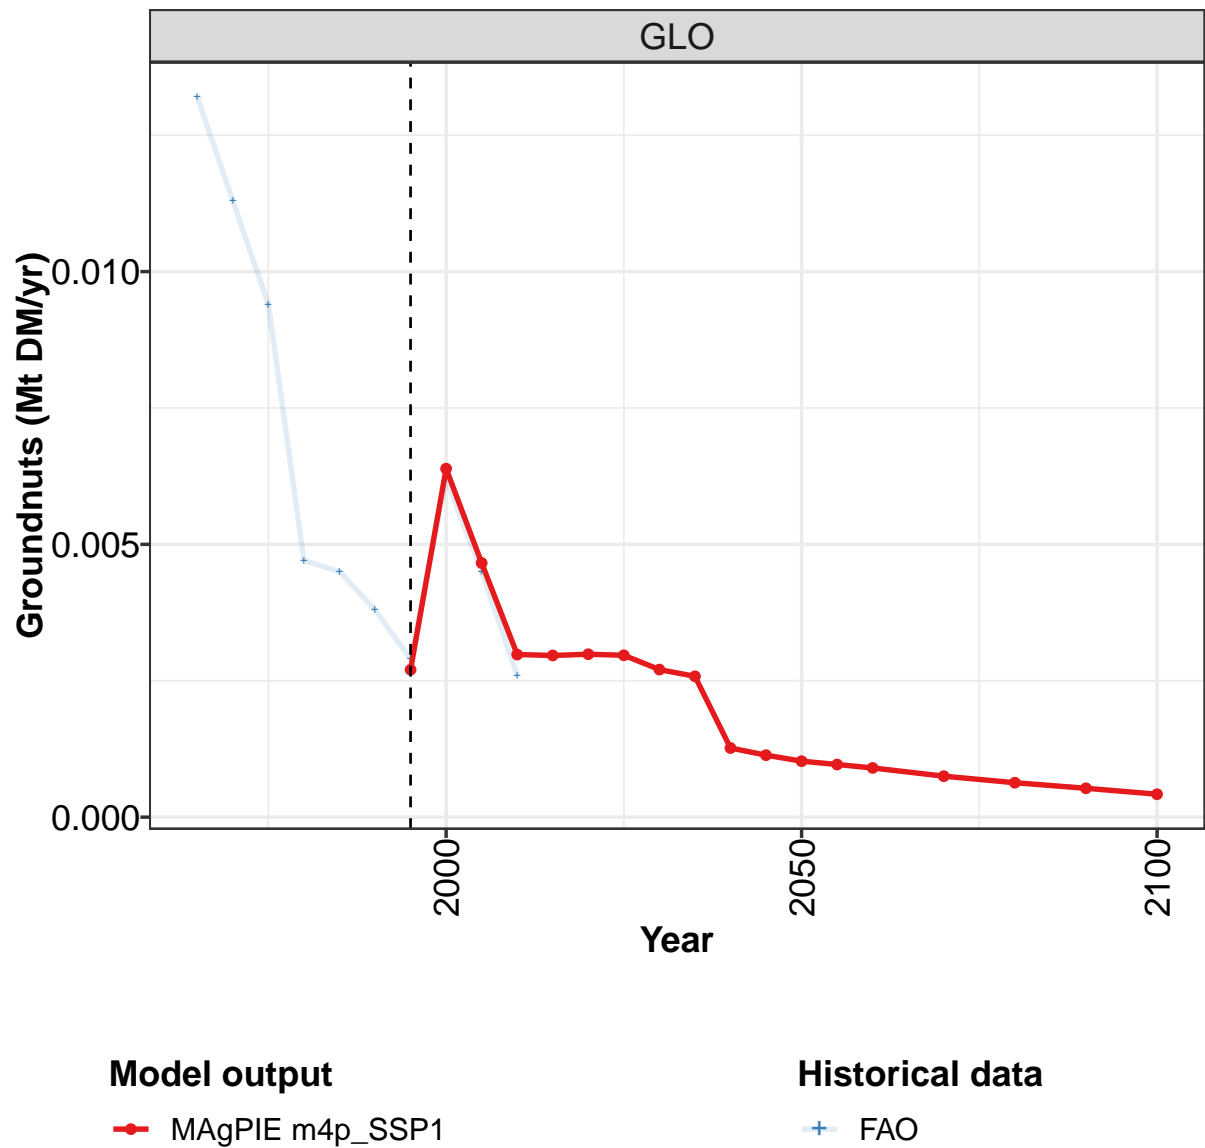 GLO
Groundnuts (Mt DM/yr)
0.010
0.005
0.000
2000
2050
2100
Year
Model output
MAgPIE m4p_SSP1
Historical data
FAO